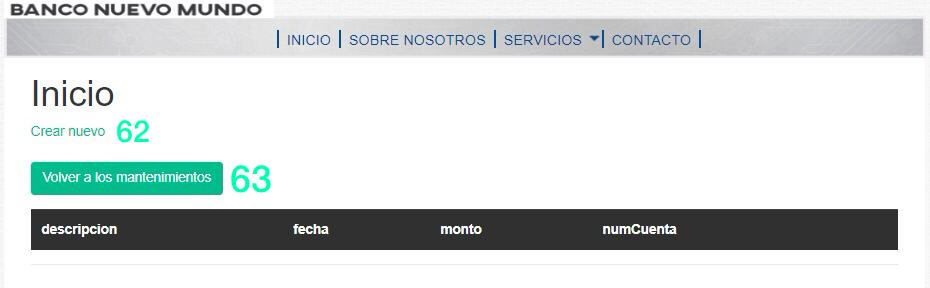 BANCO NUEVO MUNDO
INICIO SOBRE NOSOTROS SERVICIOS CONTACTO
Inicio
Crear nuevo 62
Volver a los mantenimientos 63
descripcion fecha monto numCuenta